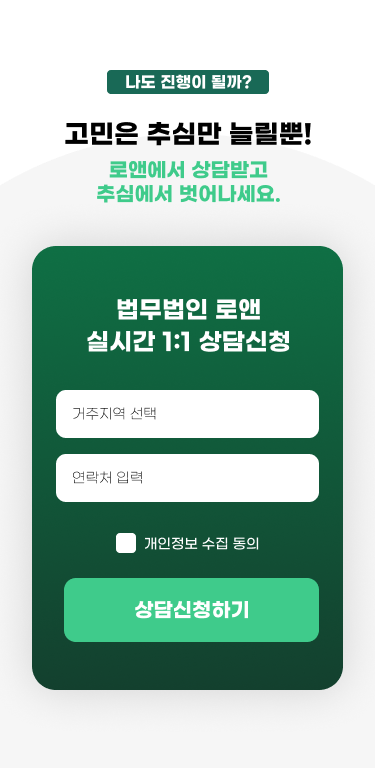 나도 진행이 될까?
고민은 추심만 늘릴뿐!
로앤에서 상담받고
추심에서 벗어나세요.
법무법인 로앤
실시간 1:1 상담신청
거주지역 선택
연락처 입력
개인정보 수집 동의
상담신청하기